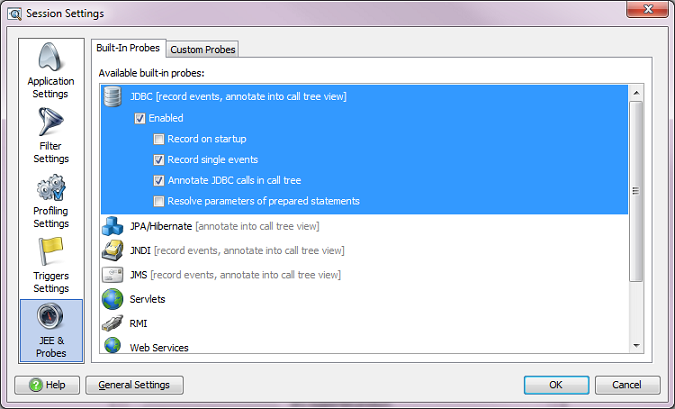 Session Settings
Built-In Probes
Custom Probes
Application
Settings
Filter
Settings
Profiling
Settings
Triggers
Settings
JEE &
Probes
Available built-in probes:
JDBC [record events, annotate into call tree view]
Enabled
Record on startup
Record single events
Annotate JDBC calls in call tree
Resolve parameters of prepared statements
JPA/Hibernate [annotate into call tree view]
JNDI [record events, annotate into call tree view]
JMS [record events, annotate into call tree view]
Servlets
RMI
Web Services
Help
General Settings
OK
Cancel